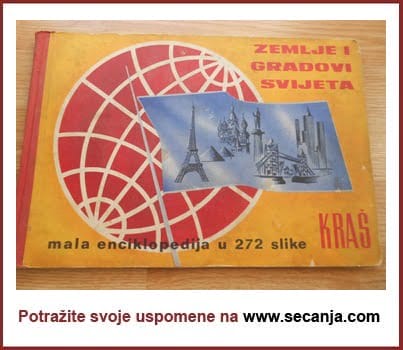 ZEMLJE I
GRADOVI
SVIJETA
mala enciklopedija u 272 slike
KRAŠ
Potražite svoje uspomene na www.secanja.com